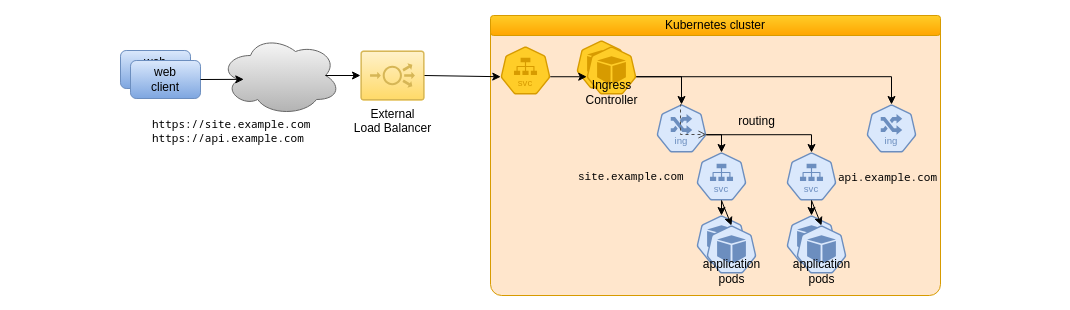 Kubernetes cluster
web
web
client
https://site.example.com
https://api.example.com
External
Load Balancer
svc
Ingress
Controller
routing
ing
ing
site.example.com
svc
svc
api.example.com
application
pods
application
pods